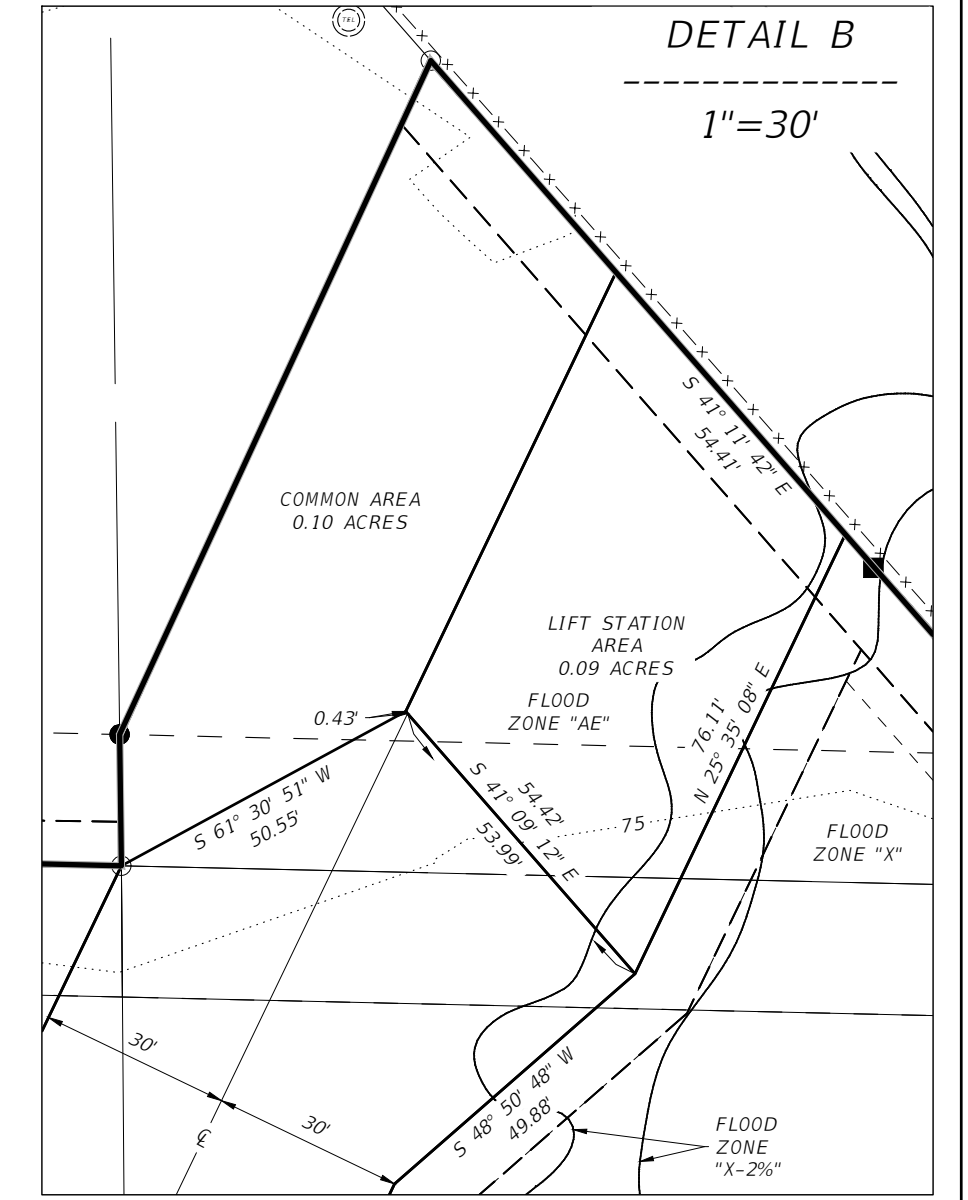 TEL
DETAIL B
1"=30'
S 41° 11' 42" E
54.41'
COMMON AREA
0.10 ACRES
LIFT STATION
AREA
0.09 ACRES
FLOOD
ZONE "AE"
0.43'
76.11'
N 25° 35' 08" E
S 61° 30' 51" W
50.55'
54.42'
S 41° 09' 12" E
53.99'
75
FLOOD
ZONE "X"
30'
30'
℄
S 48° 50' 48" W
49.88'
FLOOD
ZONE
"X-2%"